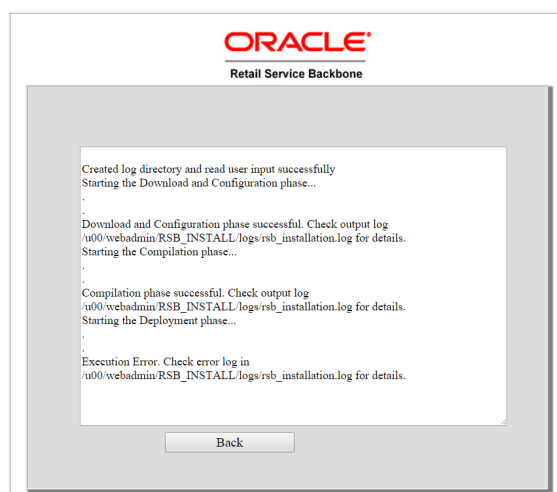 ORACLE
Retail Service Backbone
Created log directory and read user input successfully
Starting the Download and Configuration phase...
.
.
Download and Configuration phase successful. Check output log
/u00/webadmin/RSB_INSTALL/logs/rsb_installation.log for details.
Starting the Compilation phase...
.
.
Compilation phase successful. Check output log
/u00/webadmin/RSB_INSTALL/logs/rsb_installation.log for details.
Starting the Deployment phase...
.
.
Execution Error. Check error log in
/u00/webadmin/RSB_INSTALL/logs/rsb_installation.log for details.
Back